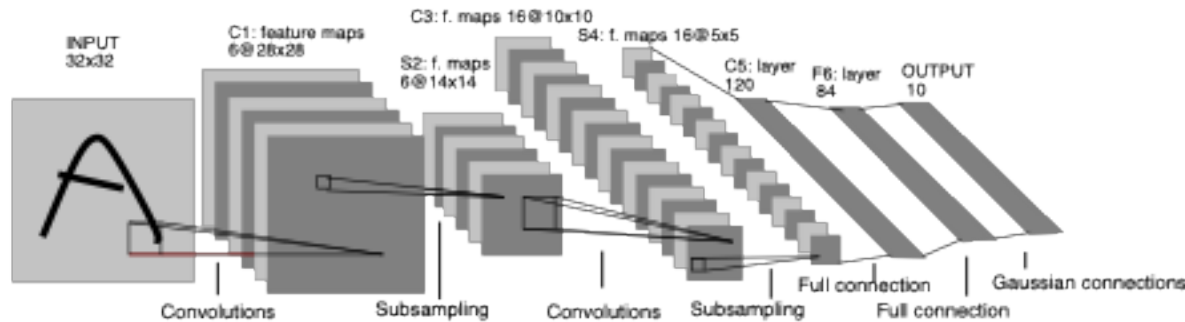 INPUT
32x32
C1: feature maps
6@28x28
S2: f. maps
6@14x14
C3: f. maps 16@10x10
S4: f. maps 16@5x5
C5: layer
120
F6: layer
84
OUTPUT
10
Convolutions
Subsampling
Convolutions
Subsampling
Full connection
Full connection
Gaussian connections
A